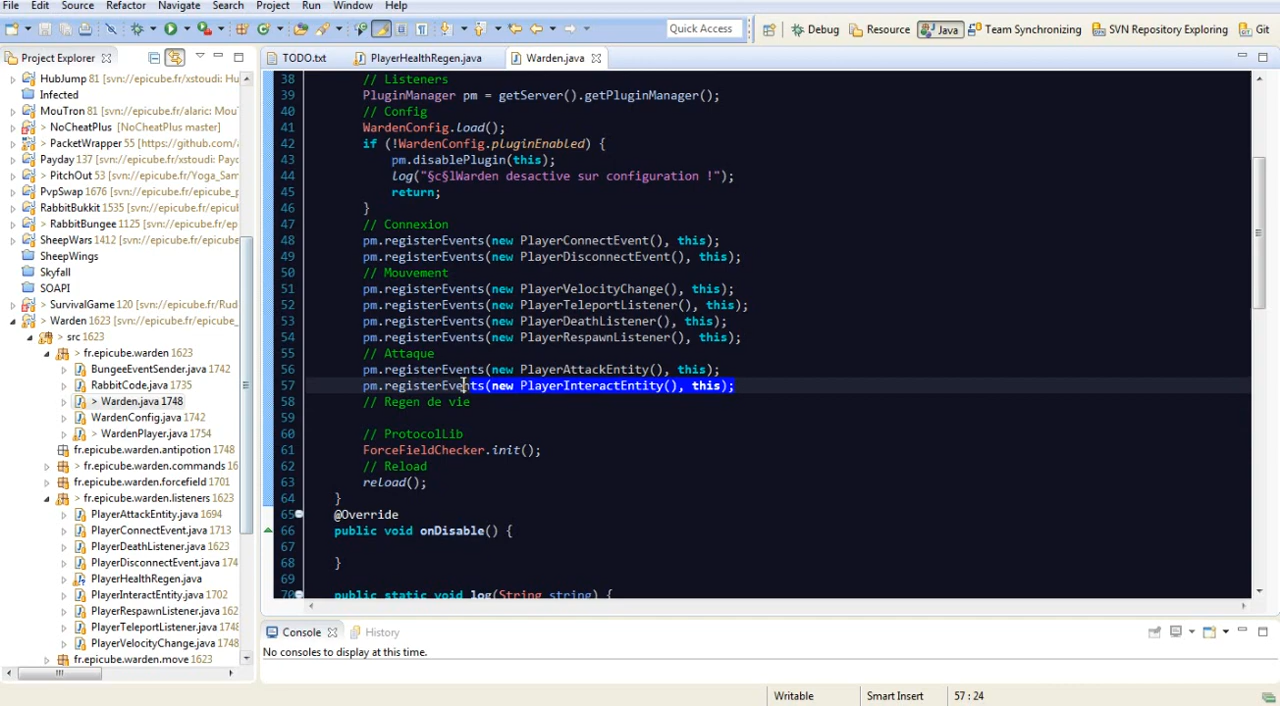 File Edit Source Refactor Navigate Search Project Run Window Help
Quick Access Debug Resource Java Team Synchronizing SVN Repository Exploring Git
Project Explorer
HubJump 81 [svn://epicube.fr/xstoudi: Hu
Infected
MouTron 81 [svn://epicube.fr/alaric: Mou
> NoCheatPlus [NoCheatPlus master]
> PacketWrapper 55 [https://github.com/a
Payday 137 [svn://epicube.fr/xstoudi: Payd
> PitchOut 53 [svn://epicube.fr/Yoga_Sam
> PvpSwap 1676 [svn://epicube.fr/epicube_
RabbitBukkit 1535 [svn://epicube.fr/epicub
> RabbitBungee 1125 [svn://epicube.fr/ep
SheepWars 1412 [svn://epicube.fr/epicube_
SheepWings
Skyfall
SOAPI
> SurvivalGame 120 [svn://epicube.fr/Rud
> Warden 1623 [svn://epicube.fr/epicube_
> src 1623
> fr.epicube.warden 1623
BungeeEventSender.java 1742
RabbitCode.java 1735
> Warden.java 1748
WardenConfig.java 1742
> WardenPlayer.java 1754
fr.epicube.warden.antipotion 1748
> fr.epicube.warden.commands 16
fr.epicube.warden.forcefield 1701
> fr.epicube.warden.listeners 1623
PlayerAttackEntity.java 1694
PlayerConnectEvent.java 1713
PlayerDeathListener.java 1623
PlayerDisconnectEvent.java 174
PlayerHealthRegen.java
PlayerInteractEntity.java 1702
PlayerRespawnListener.java 162
PlayerTeleportListener.java 1748
PlayerVelocityChange.java 1748
fr.epicube.warden.move 1623
TODO.txt PlayerHealthRegen.java Warden.java
38 // Listeners
39 PluginManager pm = getServer().getPluginManager();
40 // Config
41 WardenConfig.load();
42 if (!WardenConfig.pluginEnabled) {
43 pm.disablePlugin(this);
44 log("§c§lWarden desactive sur configuration !");
45 return;
46 }
47 // Connexion
48 pm.registerEvents(new PlayerConnectEvent(), this);
49 pm.registerEvents(new PlayerDisconnectEvent(), this);
50 // Mouvement
51 pm.registerEvents(new PlayerVelocityChange(), this);
52 pm.registerEvents(new PlayerTeleportListener(), this);
53 pm.registerEvents(new PlayerDeathListener(), this);
54 pm.registerEvents(new PlayerRespawnListener(), this);
55 // Attaque
56 pm.registerEvents(new PlayerAttackEntity(), this);
57 pm.registerEvents(new PlayerInteractEntity(), this);
58 // Regen de vie
59
60 // ProtocolLib
61 ForceFieldChecker.init();
62 // Reload
63 reload();
64 }
65 @Override
66 public void onDisable() {
67
68 }
69
70 public static void log(String string) {
Console History
No consoles to display at this time.
Writable Smart Insert 57 : 24